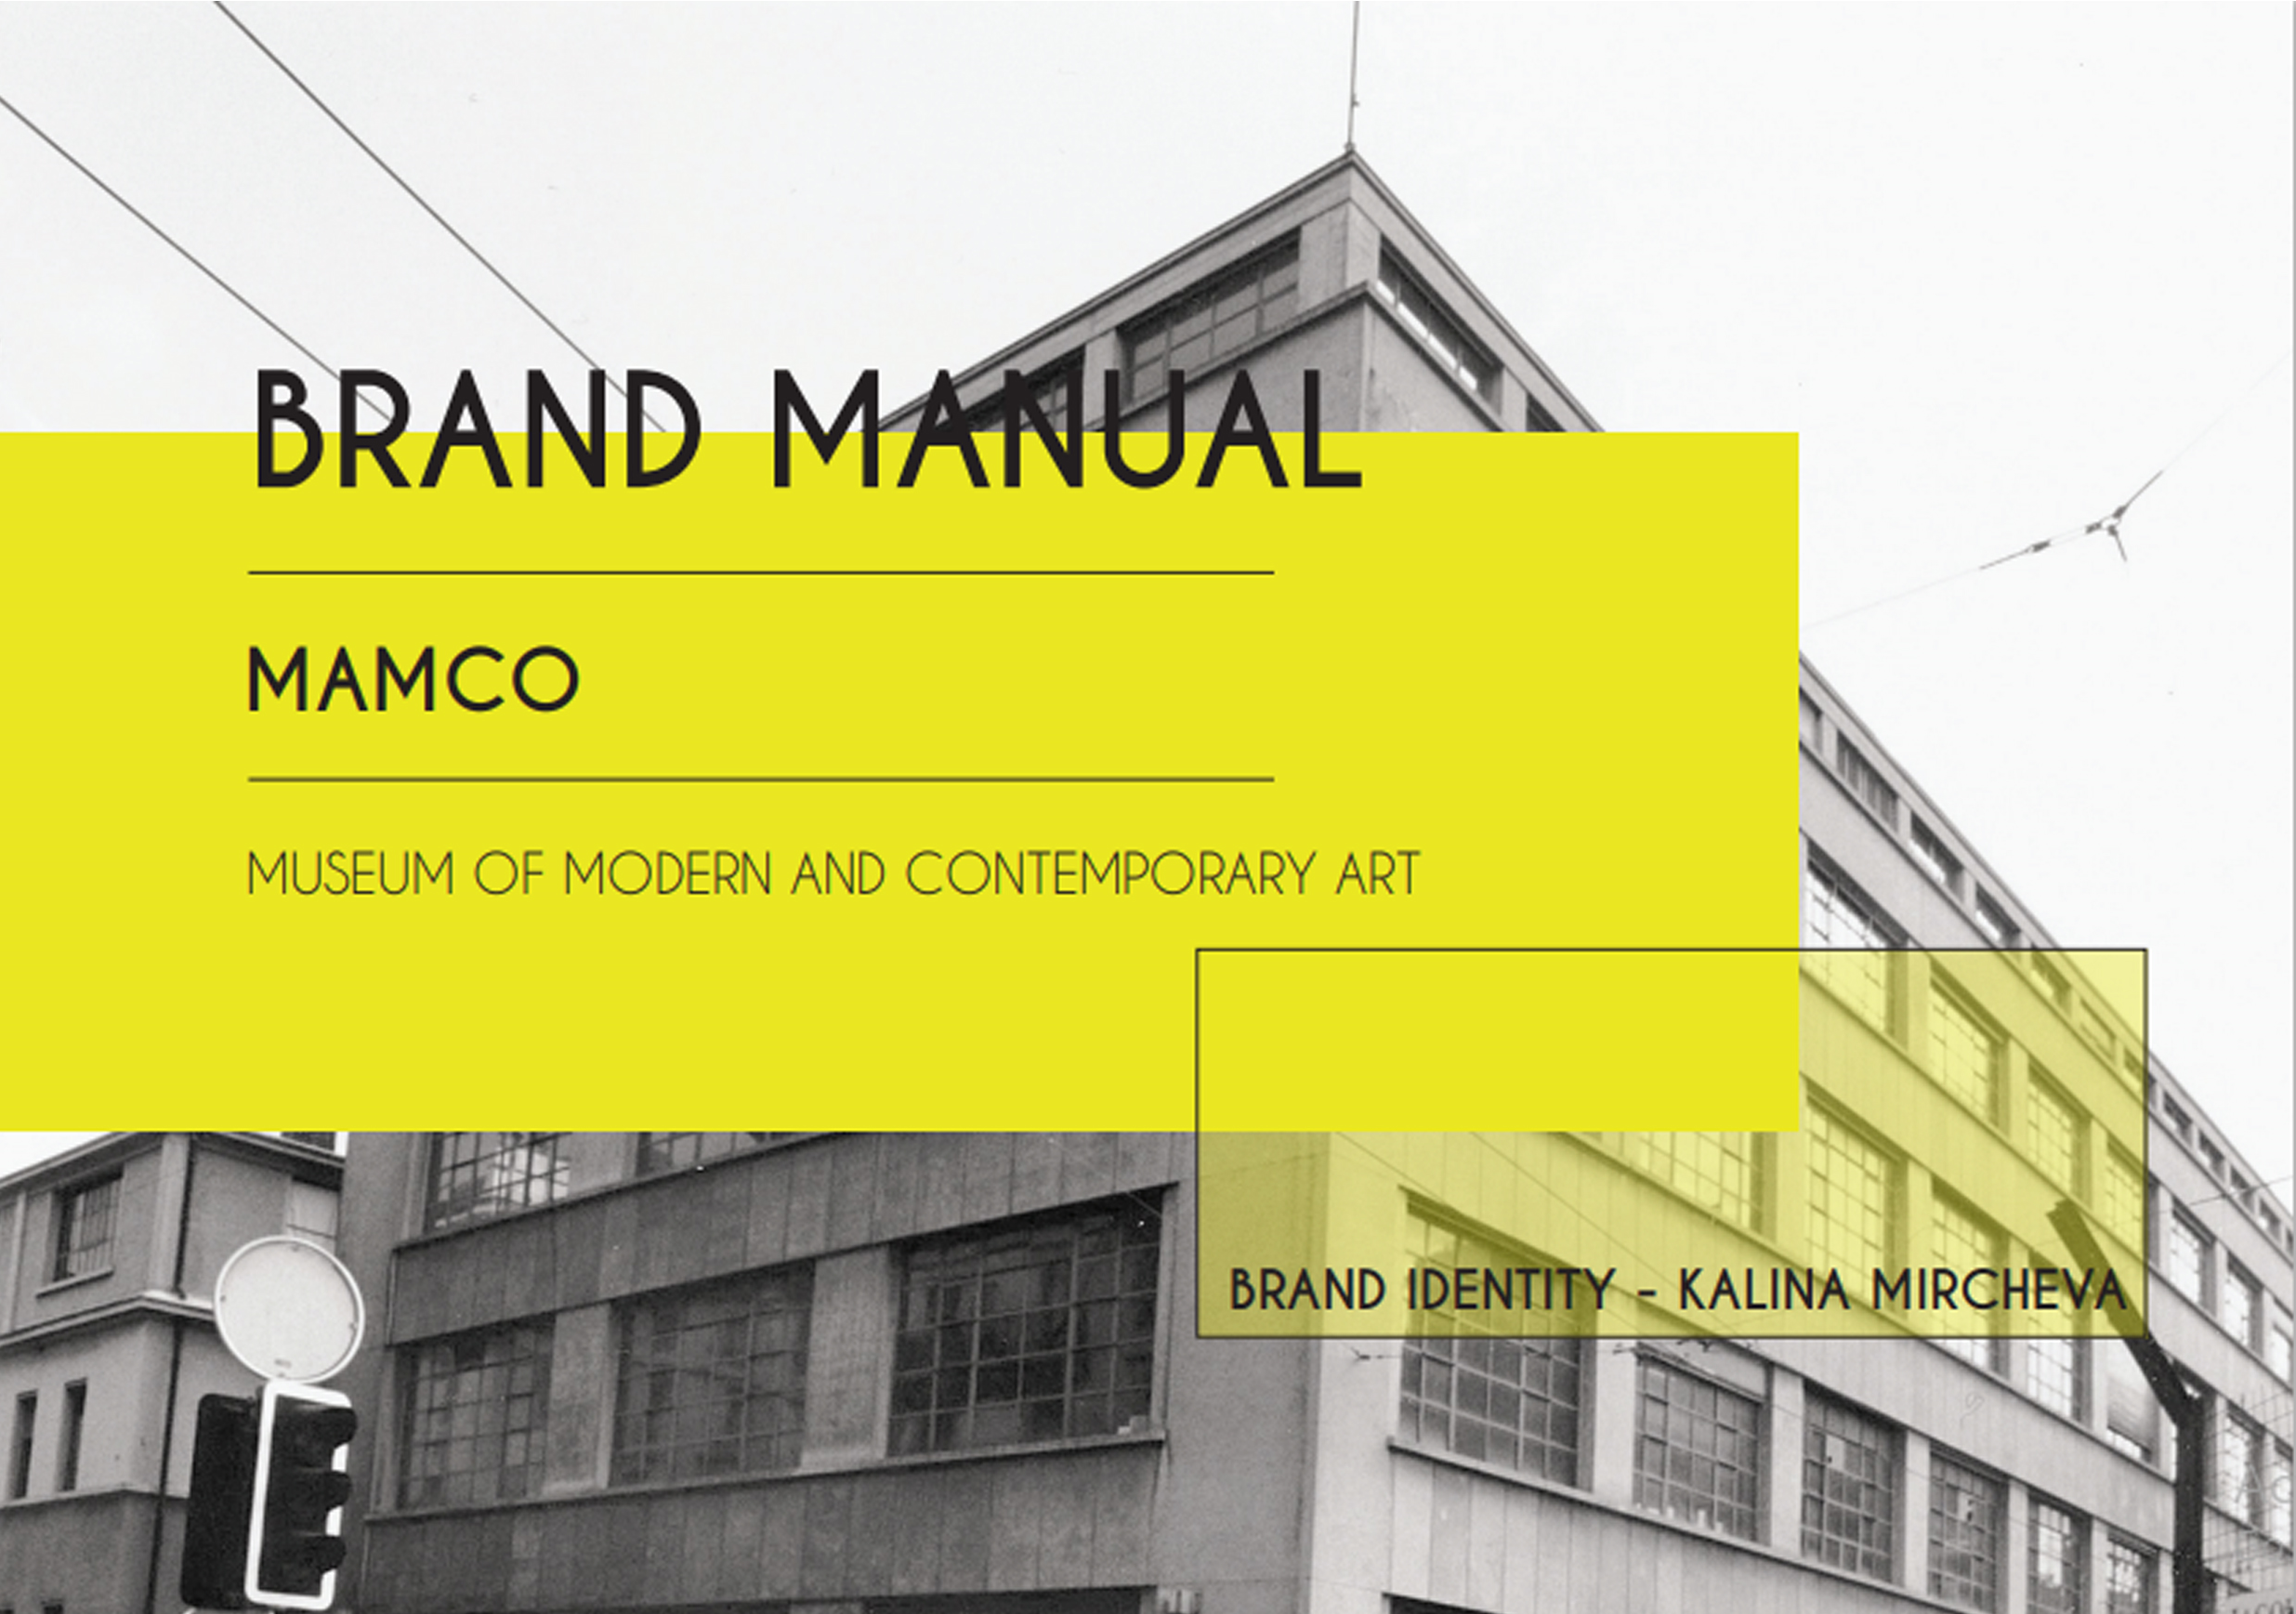 BRAND MANUAL
MAMCO
MUSEUM OF MODERN AND CONTEMPORARY ART
BRAND IDENTITY - KALINA MIRCHEVA